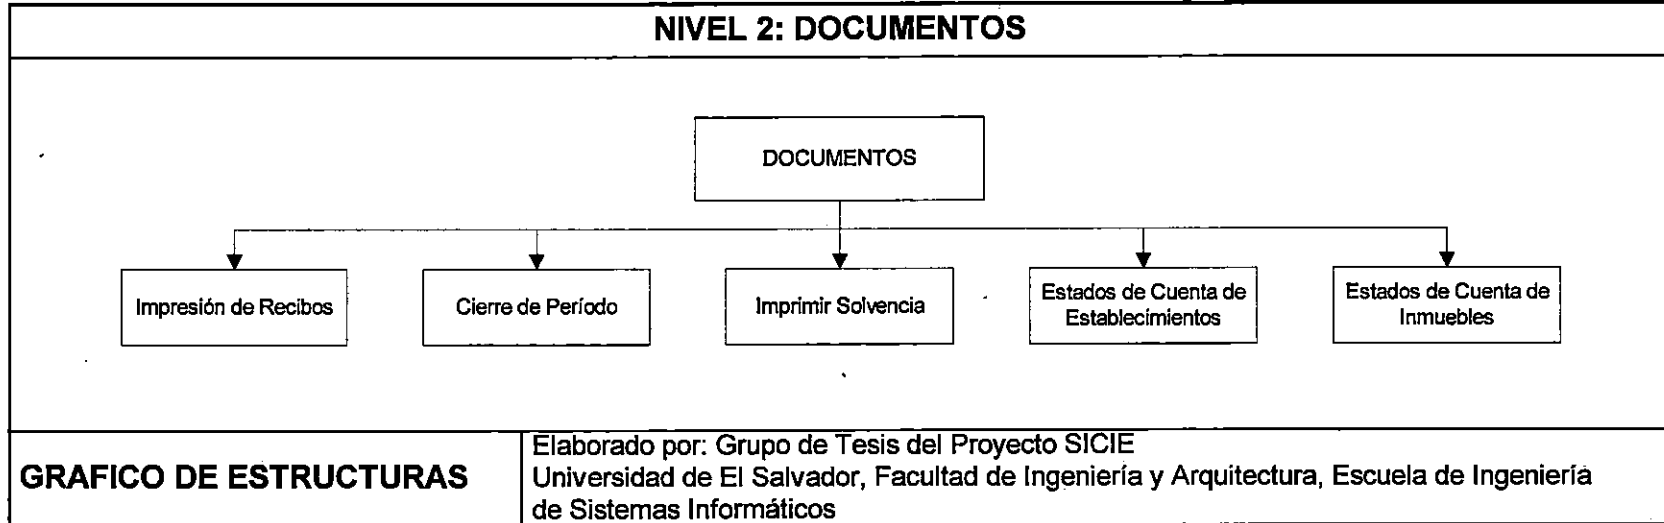 NIVEL 2: DOCUMENTOS
DOCUMENTOS
Impresión de Recibos
Cierre de Período
Imprimir Solvencia
Estados de Cuenta de
Establecimientos
Estados de Cuenta de
Inmuebles
GRAFICO DE ESTRUCTURAS
Elaborado por: Grupo de Tesis del Proyecto SICIE
Universidad de El Salvador, Facultad de Ingeniería y Arquitectura, Escuela de Ingeniería
de Sistemas Informáticos